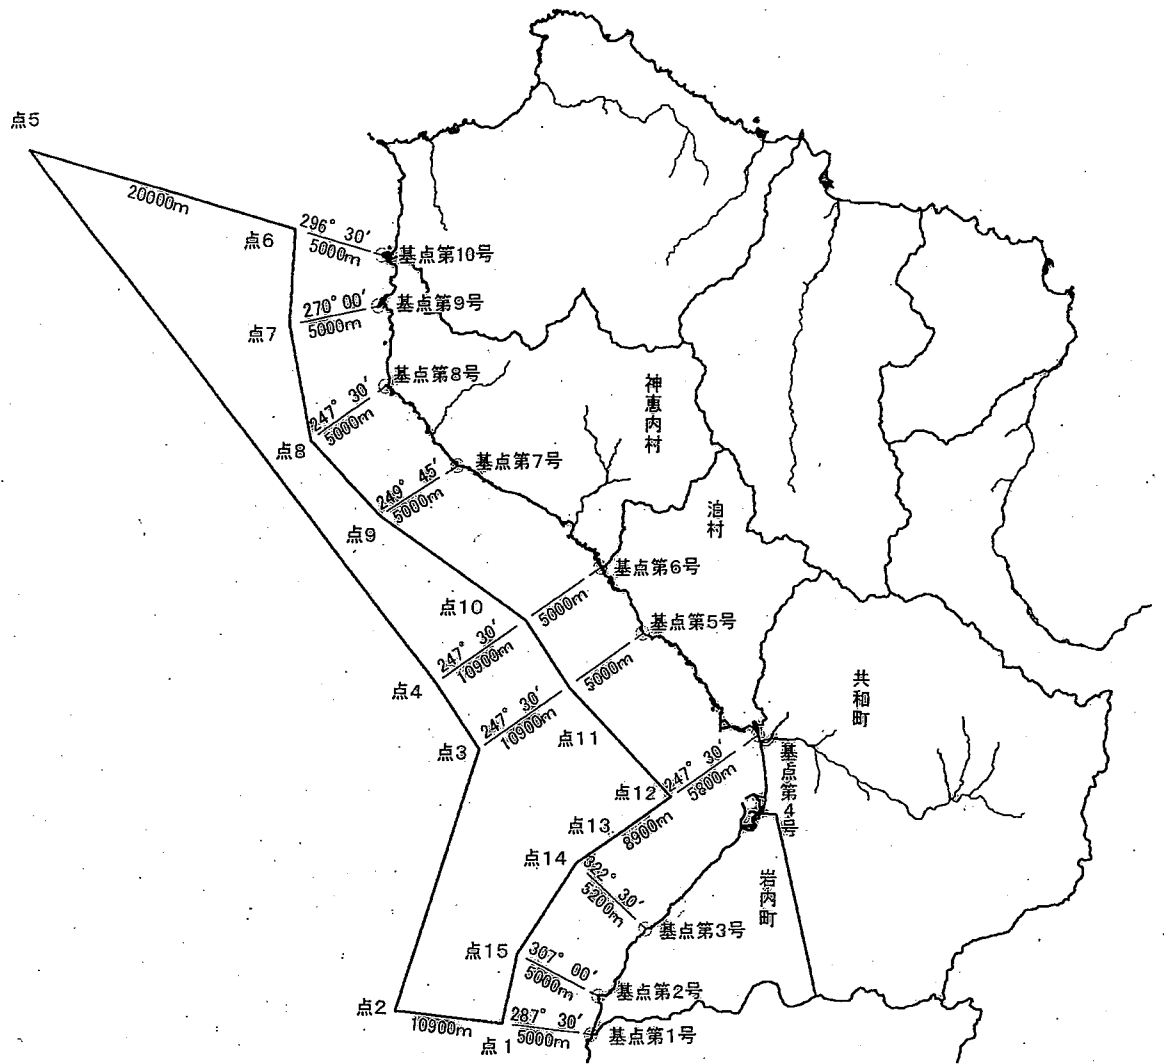 点5
20000m
点6
296° 30′
5000m
基点第10号
点7
270° 00′
5000m
基点第9号
基点第8号
247° 30′
5000m
点8
神恵内村
基点第7号
249° 45′
5000m
点9
泊村
基点第6号
5000m
点10
247° 30′
10900m
点4
基点第5号
5000m
247° 30′
10900m
点3
点11
共和町
基点第4号
247° 30′
5800m
点12
点13
8900m
点14
322° 30′
5200m
岩内町
基点第3号
点15
307° 00′
5000m
基点第2号
点2
10900m
点1
287° 30′
5000m
基点第1号